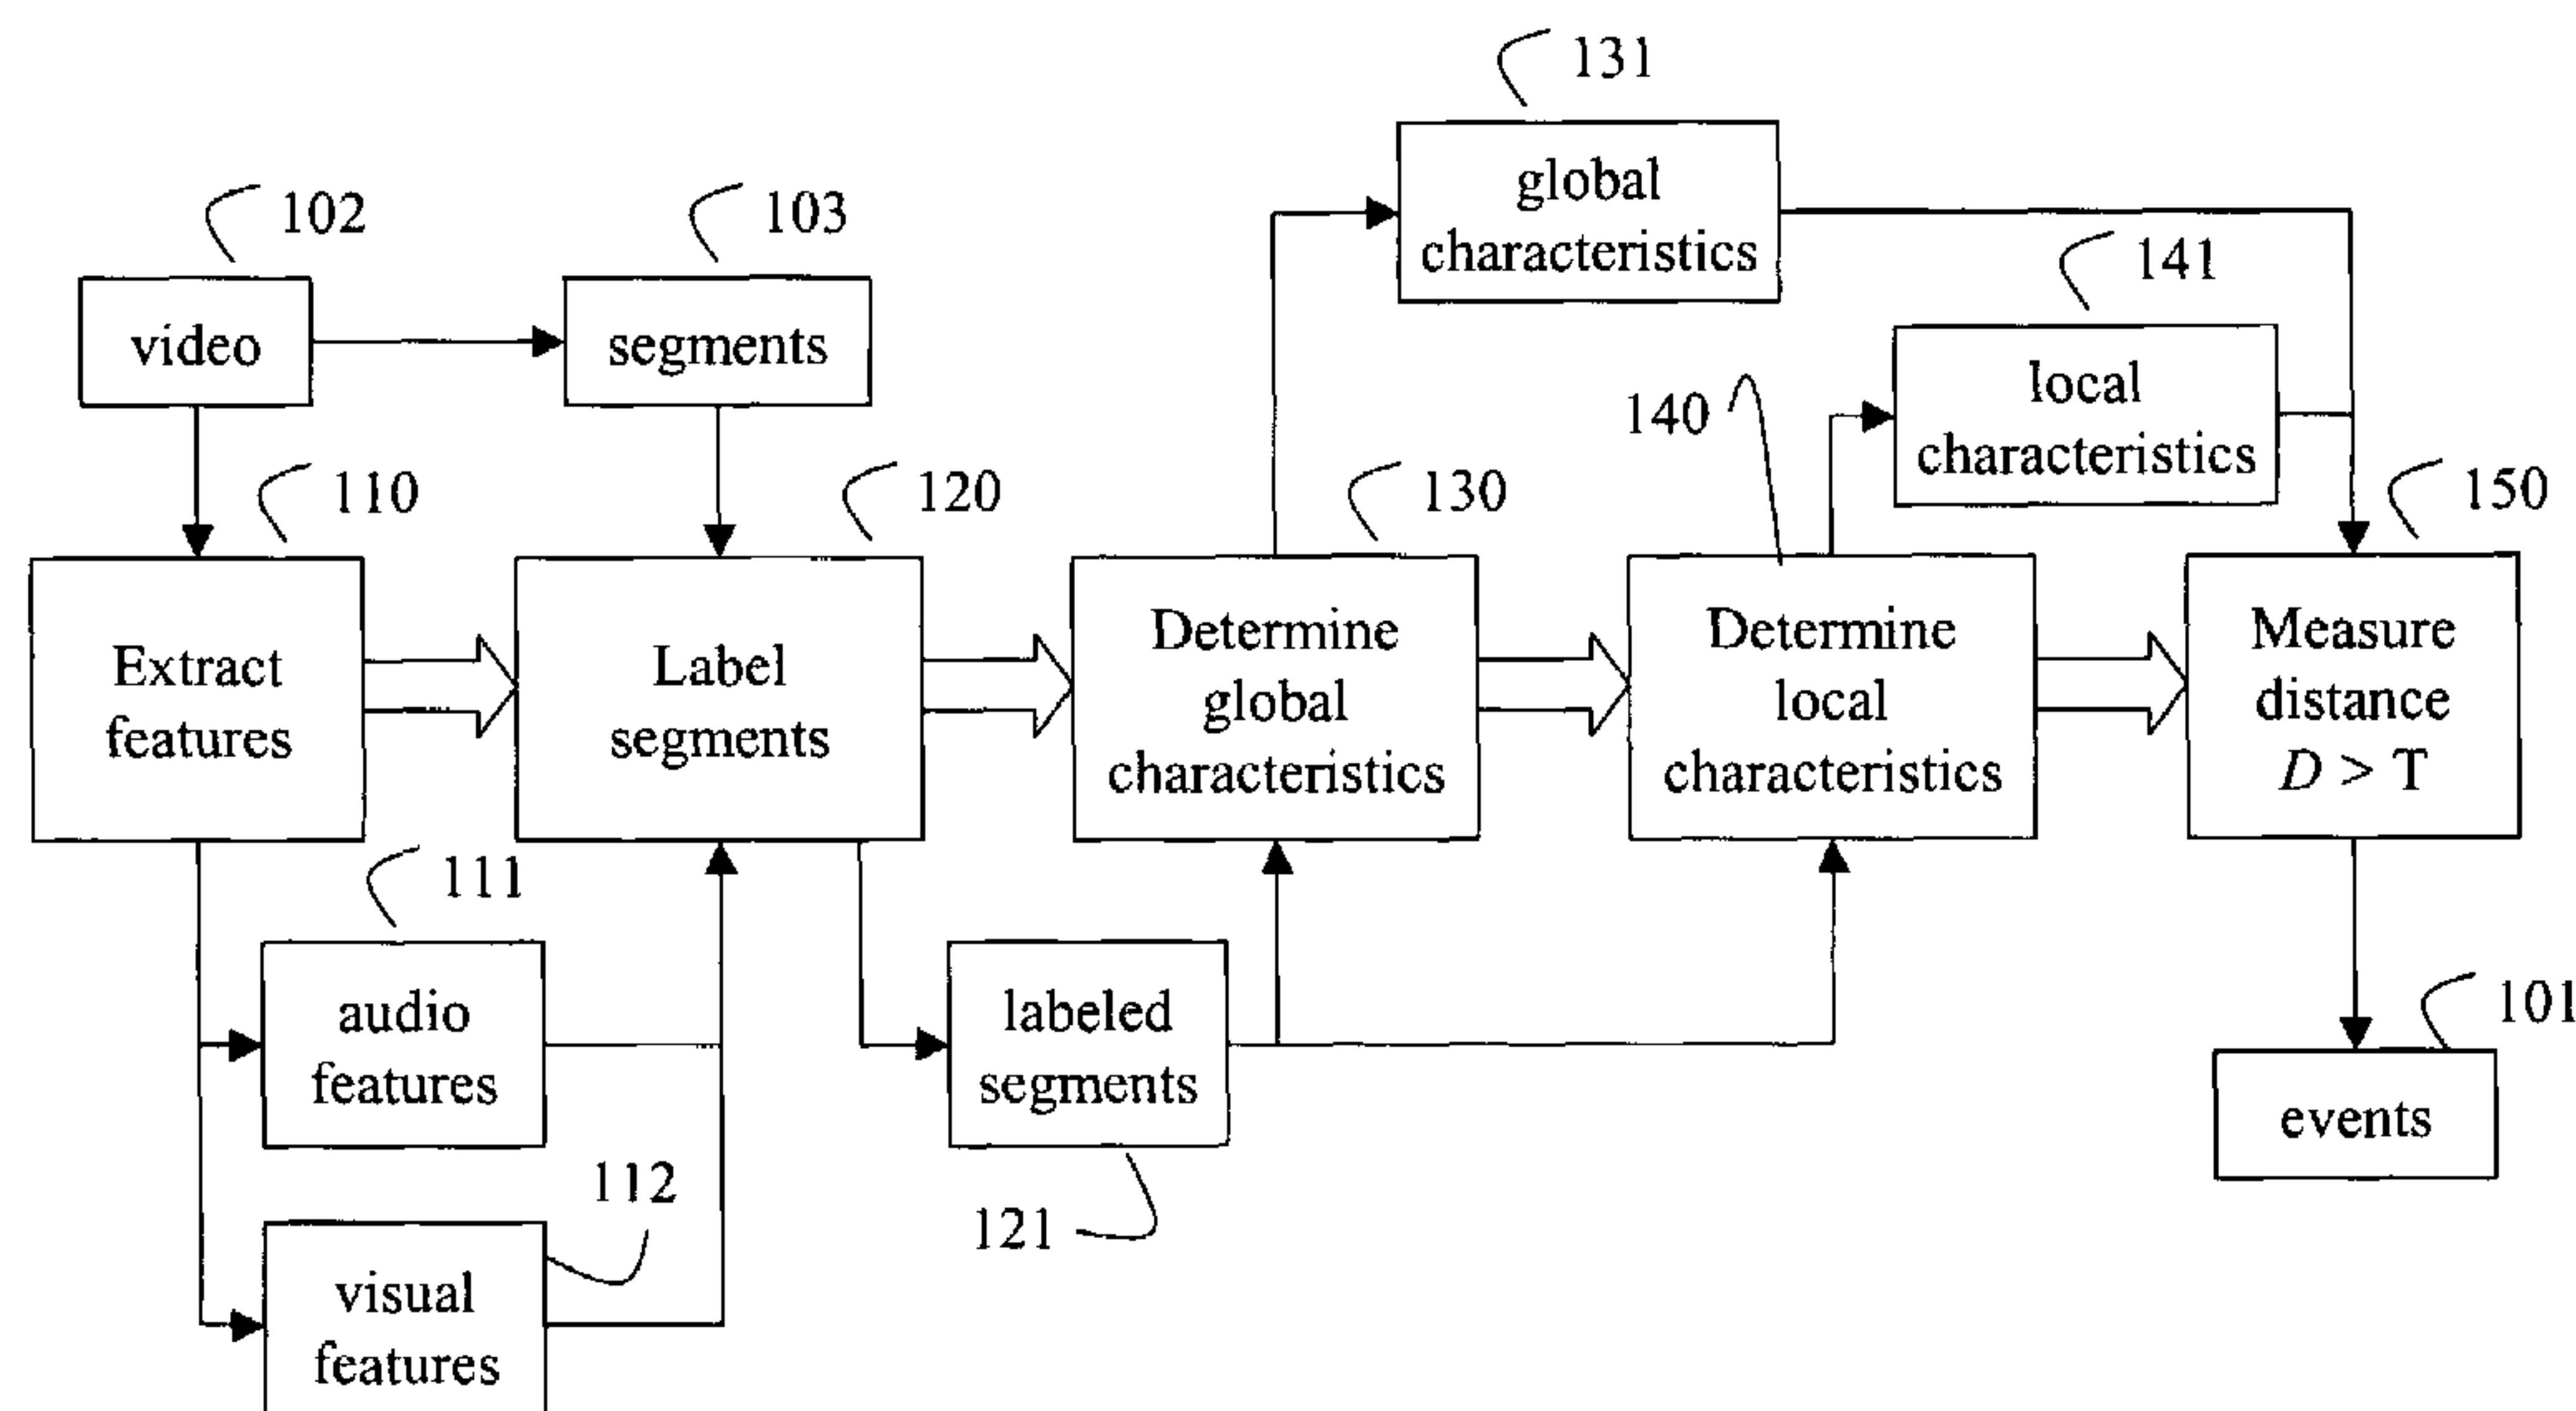 131
global
characteristics
102
103
141
video
segments
140
local
characteristics
110
120
130
150
Extract
features
Label
segments
Determine
global
characteristics
Determine
local
characteristics
Measure
distance
D > T
111
audio
features
labeled
segments
101
events
112
121
visual
features